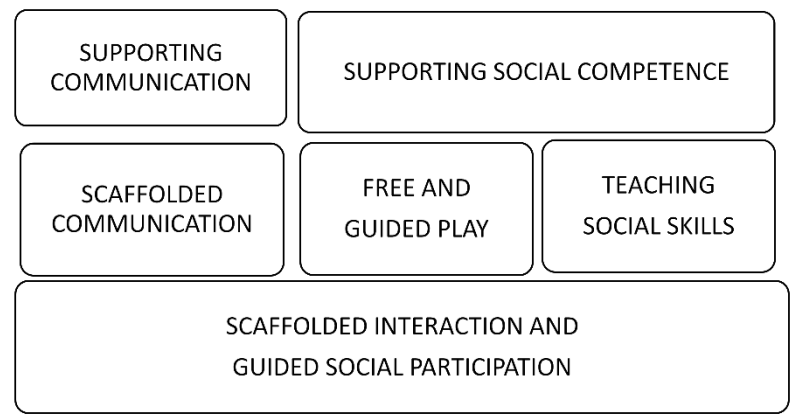 SUPPORTING
COMMUNICATION
SUPPORTING SOCIAL COMPETENCE
SCAFFOLDED
COMMUNICATION
FREE AND
GUIDED PLAY
TEACHING
SOCIAL SKILLS
SCAFFOLDED INTERACTION AND
GUIDED SOCIAL PARTICIPATION